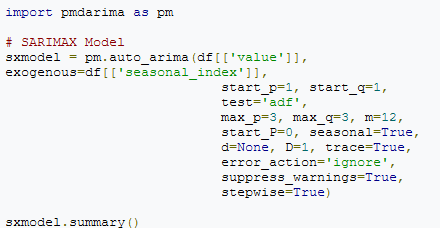 import pmdarima as pm
# SARIMAX Model
sxmodel = pm.auto_arima(df[['value']],
exogenous=df[['seasonal_index']],
start_p=1, start_q=1,
test='adf',
max_p=3, max_q=3, m=12,
start_P=0, seasonal=True,
d=None, D=1, trace=True,
error_action='ignore',
suppress_warnings=True,
stepwise=True)
sxmodel.summary()